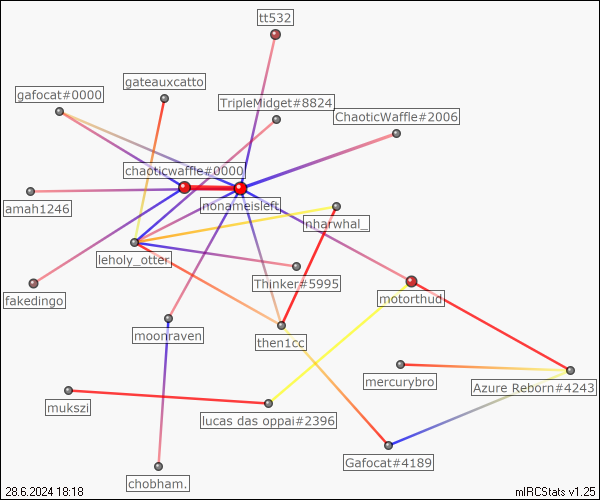 tt532
gateauxcatto
gafocat#0000
TripleMidget#8824
ChaoticWaffle#2006
chaoticwaffle#0000
amah1246
nonameisleft
nharwhal_
leholy_otter
Thinker#5995
fakedingo
motorthud
moonraven
then1cc
mercurybro
Azure Reborn#4243
mukszi
lucas das oppai#2396
Gafocat#4189
chobham.
28.6.2024 18:18
mIRCStats v1.25